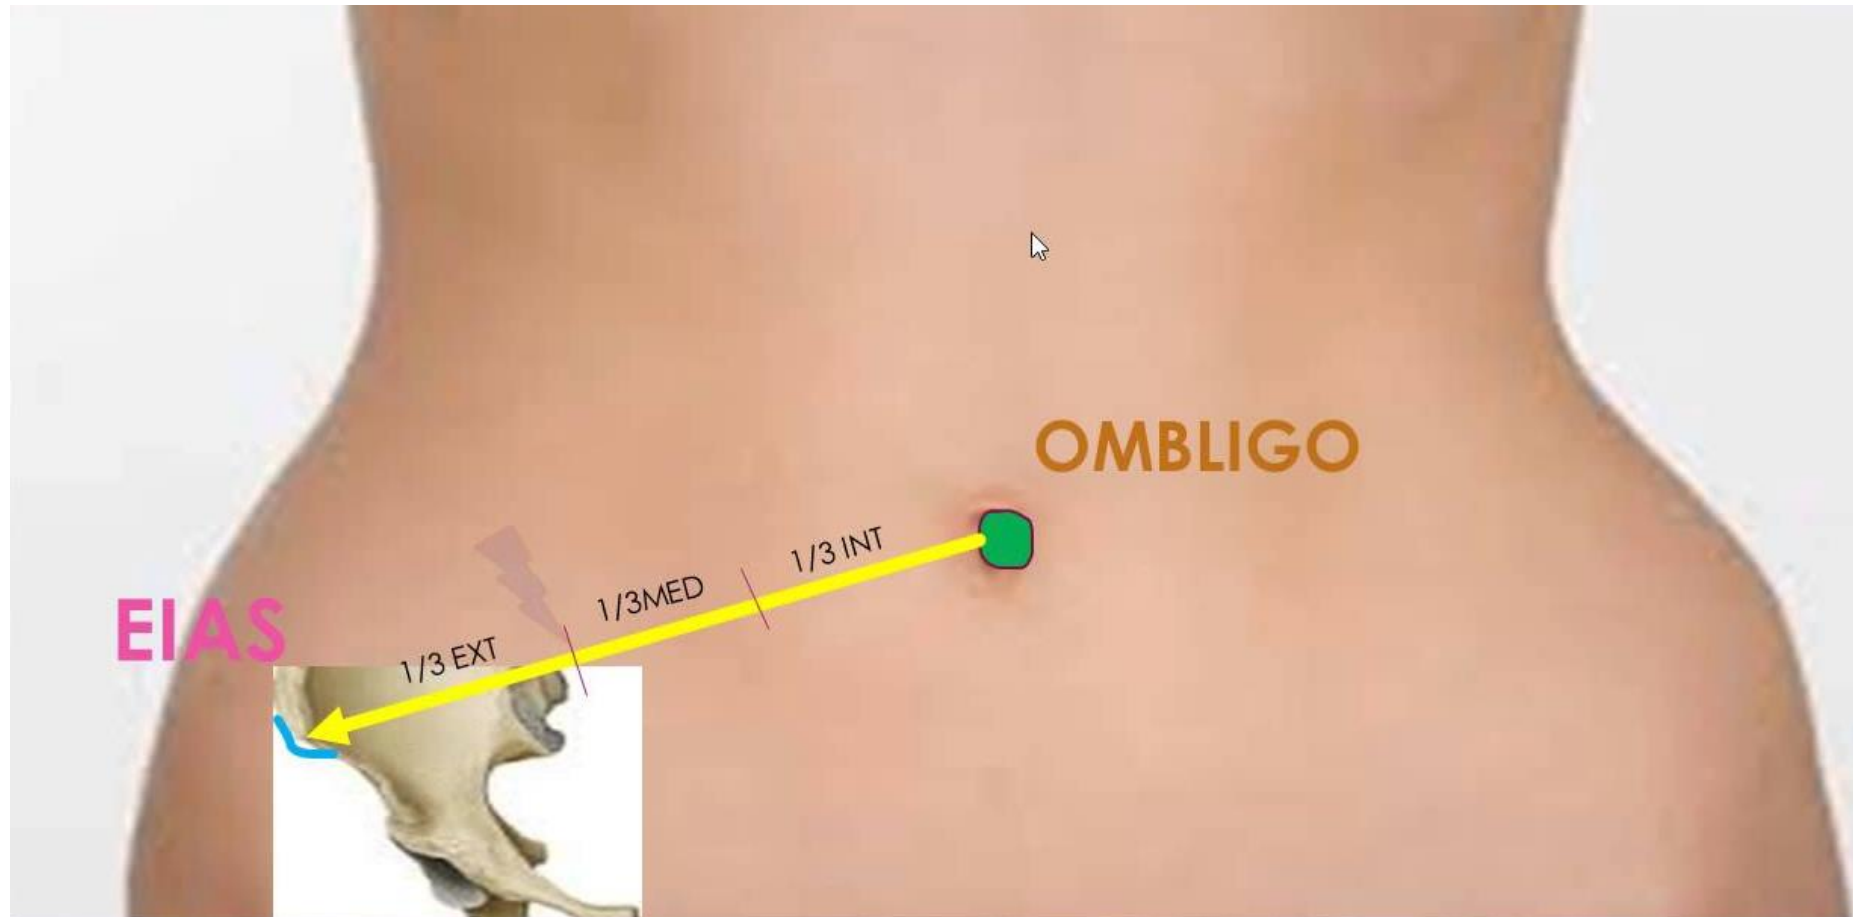 OMBLIGO
1/3 INT
1/3MED
EIAS
1/3 EXT